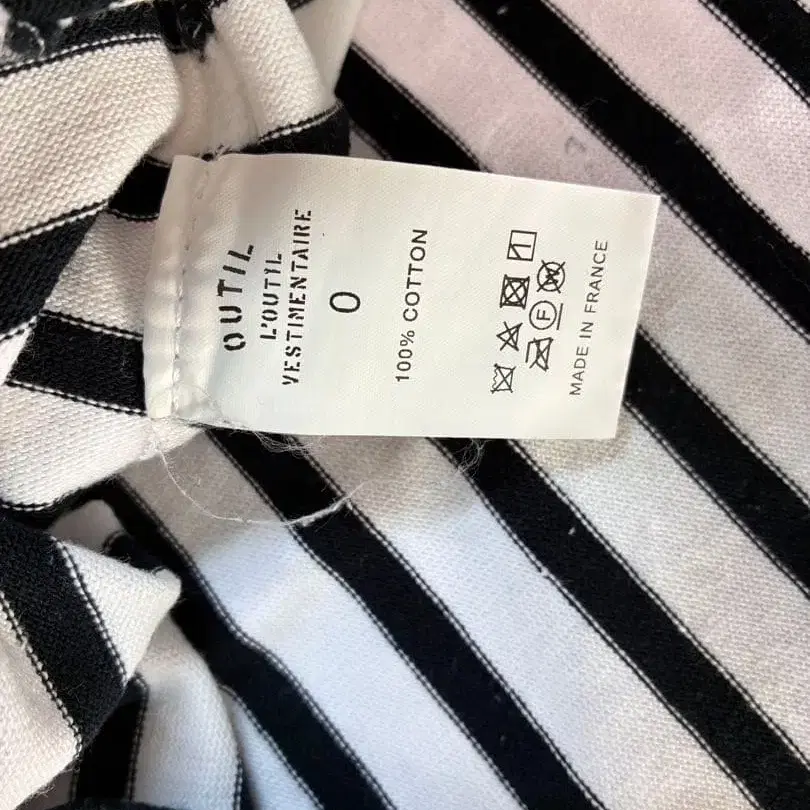 OUTIL
L'OUTIL
VESTIMENTAIRE
0
100% COTTON
F
MADE IN FRANCE